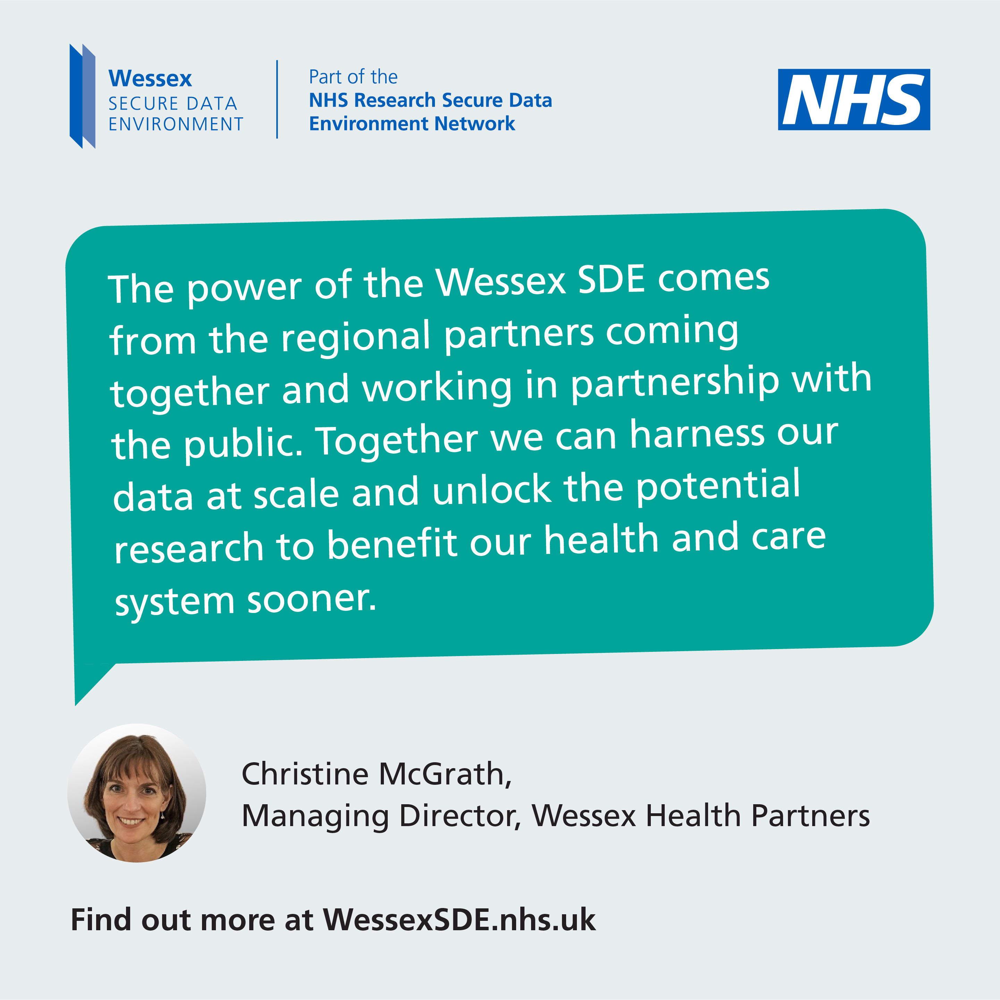 Wessex
SECURE DATA
ENVIRONMENT
Part of the
NHS Research Secure Data
Environment Network
NHS
The power of the Wessex SDE comes
from the regional partners coming
together and working in partnership with
the public. Together we can harness our
data at scale and unlock the potential
research to benefit our health and care
system sooner.
Christine McGrath,
Managing Director, Wessex Health Partners
Find out more at WessexSDE.nhs.uk